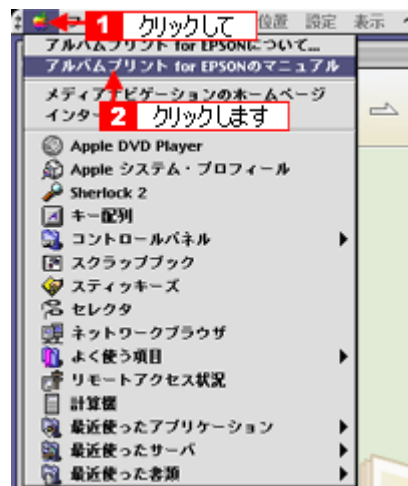 1 クリックして 位置 設定 表示
アルバムプリント for EPSONについて...
アルバムプリント for EPSONのマニュアル
メディアナビゲーションのホームページ
インター
2 クリックします
Apple DVD Player
Apple システム・プロフィール
Sherlock 2
キー配列
コントロールパネル
スクラップブック
スティッキーズ
セレクタ
ネットワークブラウザ
よく使う項目
リモートアクセス状況
計算機
最近使ったアプリケーション
最近使ったサーバ
最近使った書類